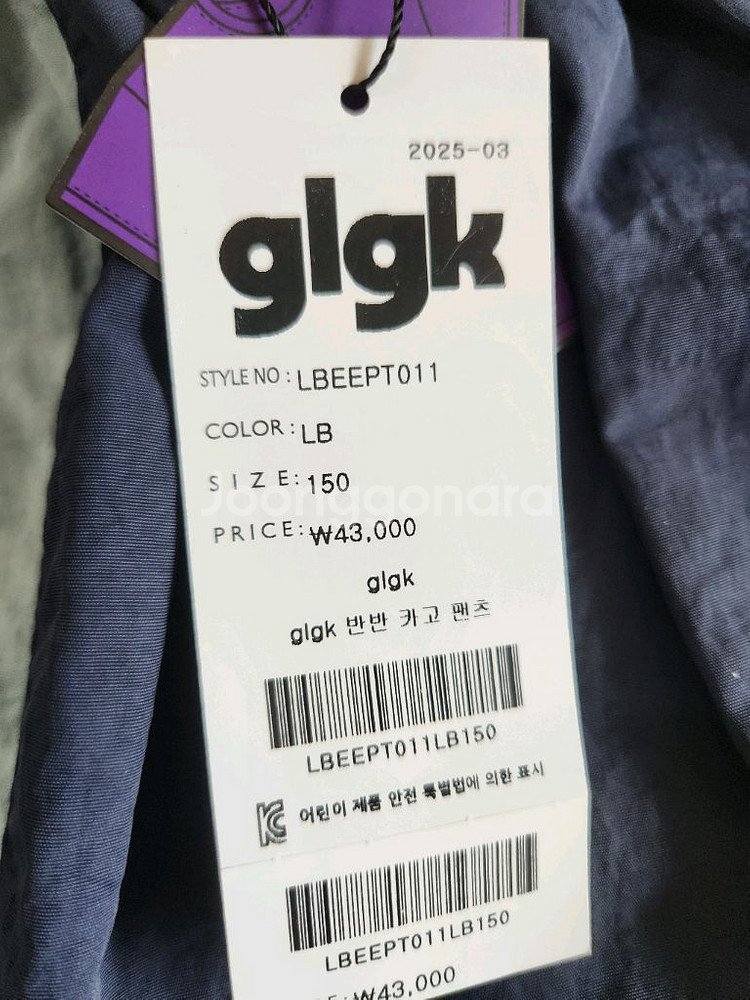 2025-03
glgk
STYLE NO : LBEEPT011
COLOR : LB
SIZE : 150
Joonggonara
PRICE : ₩43,000
glgk
glgk 반반 카고 팬츠
LBEEPT011LB150
어린이 제품 안전 특별법에 의한 표시
LBEEPT011LB150
₩43,000